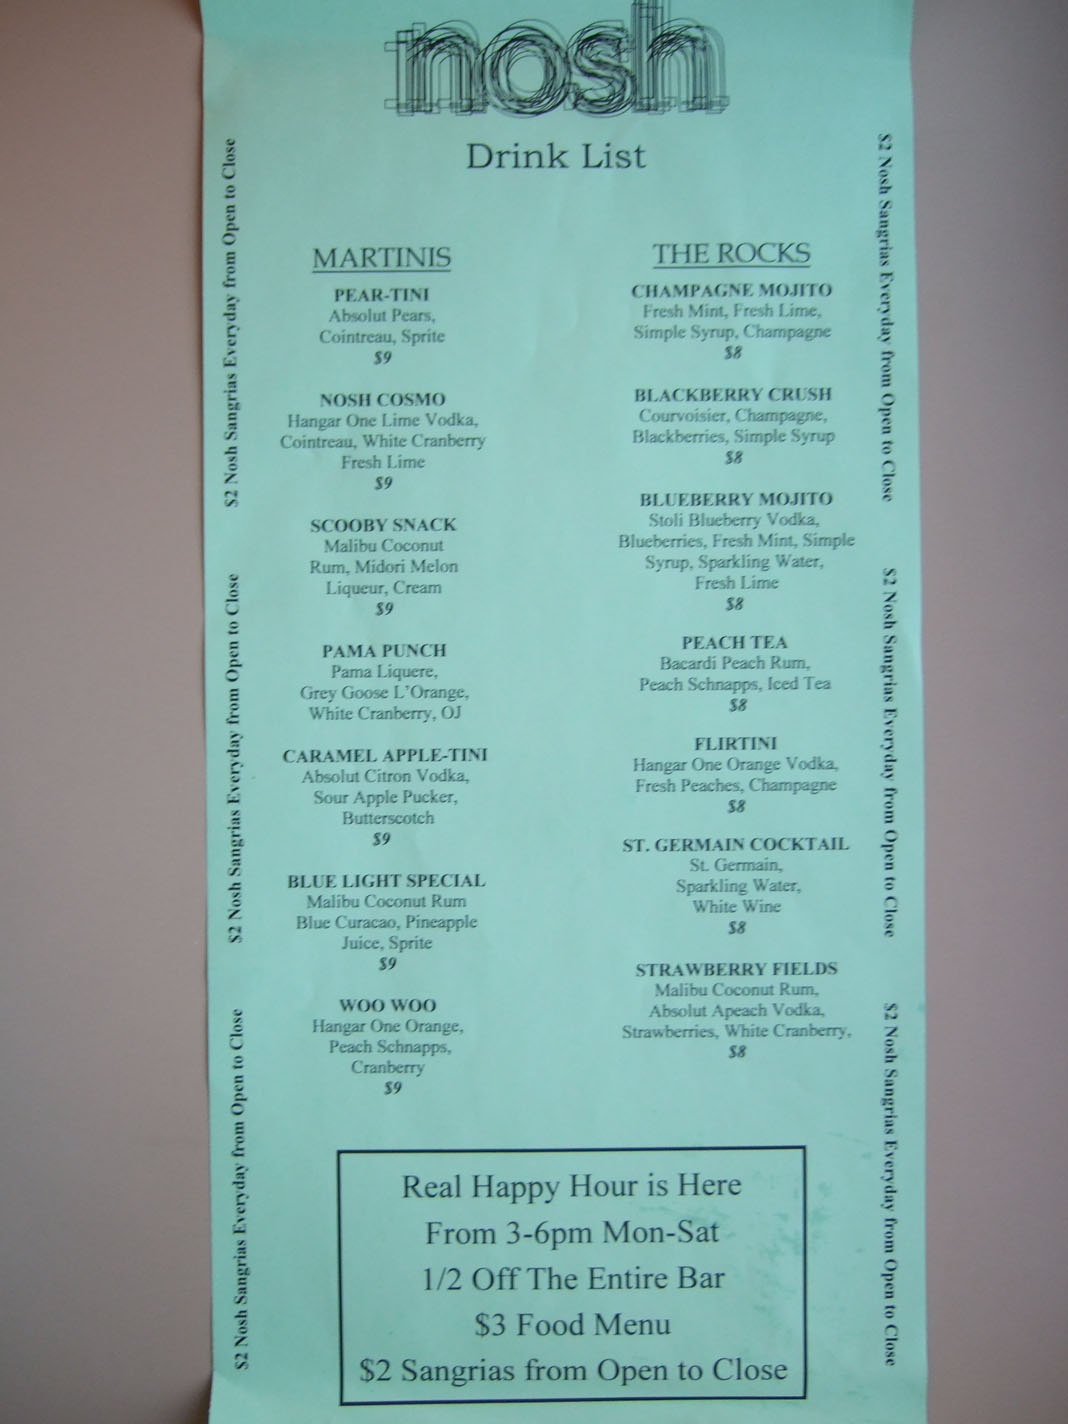 nosh
Drink List
MARTINIS
PEAR-TINI
Absolut Pears,
Cointreau, Sprite
$9
NOSH COSMO
Hangar One Lime Vodka,
Cointreau, White Cranberry
Fresh Lime
$9
SCOOBY SNACK
Malibu Coconut
Rum, Midori Melon
Liqueur, Cream
$9
PAMA PUNCH
Pama Liquere,
Grey Goose L'Orange,
White Cranberry, OJ
CARAMEL APPLE-TINI
Absolut Citron Vodka,
Sour Apple Pucker,
Butterscotch
$9
BLUE LIGHT SPECIAL
Malibu Coconut Rum
Blue Curacao, Pineapple
Juice, Sprite
$9
WOO WOO
Hangar One Orange,
Peach Schnapps,
Cranberry
$9
THE ROCKS
CHAMPAGNE MOJITO
Fresh Mint, Fresh Lime,
Simple Syrup, Champagne
$8
BLACKBERRY CRUSH
Courvoisier, Champagne,
Blackberries, Simple Syrup
$8
BLUEBERRY MOJITO
Stoli Blueberry Vodka,
Blueberries, Fresh Mint, Simple
Syrup, Sparkling Water,
Fresh Lime
$8
PEACH TEA
Bacardi Peach Rum,
Peach Schnapps, Iced Tea
$8
FLIRTINI
Hangar One Orange Vodka,
Fresh Peaches, Champagne
$8
ST. GERMAIN COCKTAIL
St. Germain,
Sparkling Water,
White Wine
$8
STRAWBERRY FIELDS
Malibu Coconut Rum,
Absolut Apeach Vodka,
Strawberries, White Cranberry,
$8
Real Happy Hour is Here
From 3-6pm Mon-Sat
1/2 Off The Entire Bar
$3 Food Menu
$2 Sangrias from Open to Close
$2 Nosh Sangrias Everyday from Open to Close
$2 Nosh Sangrias Everyday from Open to Close
$2 Nosh Sangrias Everyday from Open to Close
$2 Nosh Sangrias Everyday from Open to Close
$2 Nosh Sangrias Everyday from Open to Close
$2 Nosh Sangrias Everyday from Open to Close